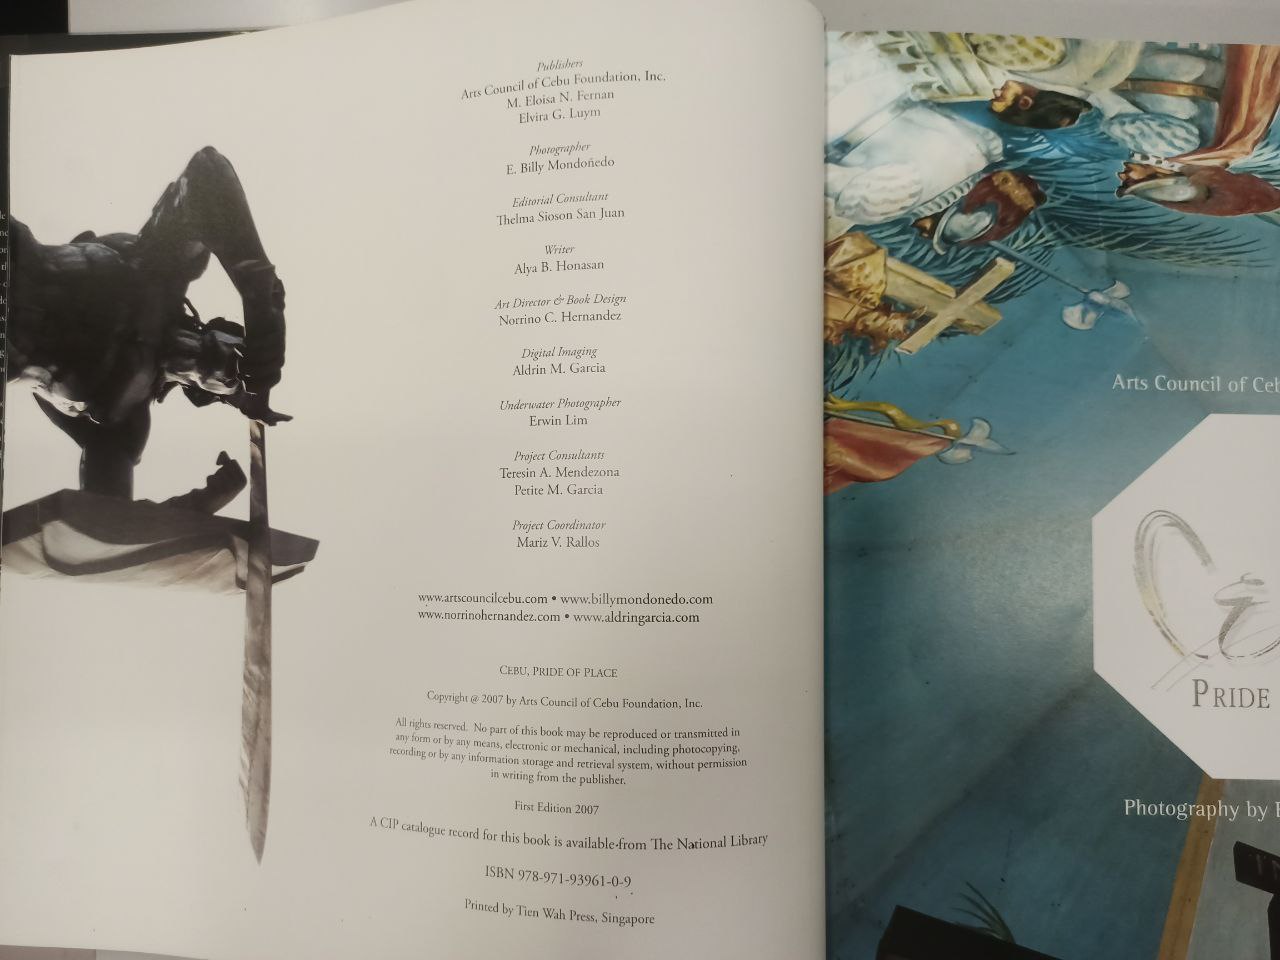 Publishers
Arts Council of Cebu Foundation, Inc.
M. Eloisa N. Fernan
Elvira G. Luym
Photographer
E. Billy Mondoñedo
Editorial Consultant
Thelma Sioson San Juan
Writer
Alya B. Honasan
Art Director & Book Design
Norrino C. Hernandez
Digital Imaging
Aldrin M. Garcia
Underwater Photographer
Erwin Lim
Project Consultants
Teresin A. Mendezona
Petite M. Garcia
Project Coordinator
Mariz V. Rallos
www.artscouncilcebu.com • www.billymondonedo.com
www.norrinohernandez.com • www.aldringarcia.com
CEBU, PRIDE OF PLACE
Copyright @ 2007 by Arts Council of Cebu Foundation, Inc.
All rights reserved. No part of this book may be reproduced or transmitted in
any form or by any means, electronic or mechanical, including photocopying,
recording or by any information storage and retrieval system, without permission
in writing from the publisher.
First Edition 2007
A CIP catalogue record for this book is available from The National Library
ISBN 978-971-93961-0-9
Printed by Tien Wah Press, Singapore
Arts Council of Ceb
PRIDE
Photography by